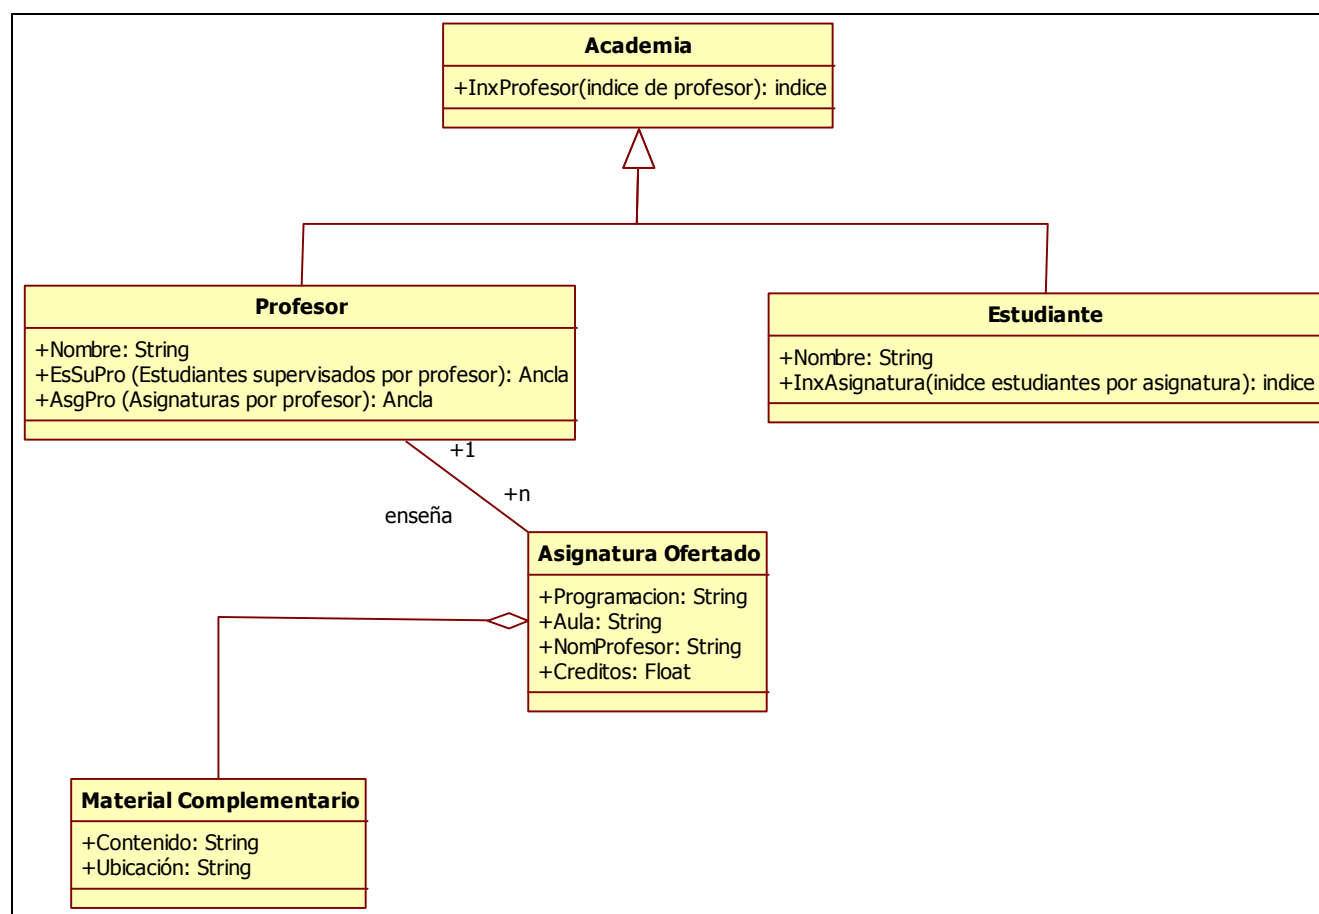 Academia
+InxProfesor(indice de profesor): indice
Profesor
+Nombre: String
+EsSuPro (Estudiantes supervisados por profesor): Ancla
+AsgPro (Asignaturas por profesor): Ancla
Estudiante
+Nombre: String
+InxAsignatura(inidce estudiantes por asignatura): indice
+1
+n
enseña
Asignatura Ofertado
+Programacion: String
+Aula: String
+NomProfesor: String
+Creditos: Float
Material Complementario
+Contenido: String
+Ubicación: String